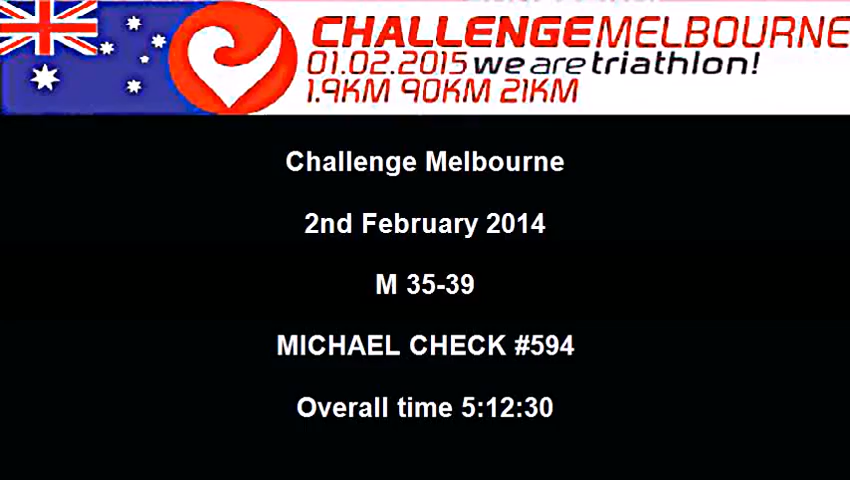 CHALLENGEMELBOURNE
01.02.2015 we are triathlon!
1.9KM 90KM 21KM
Challenge Melbourne
2nd February 2014
M 35-39
MICHAEL CHECK #594
Overall time 5:12:30